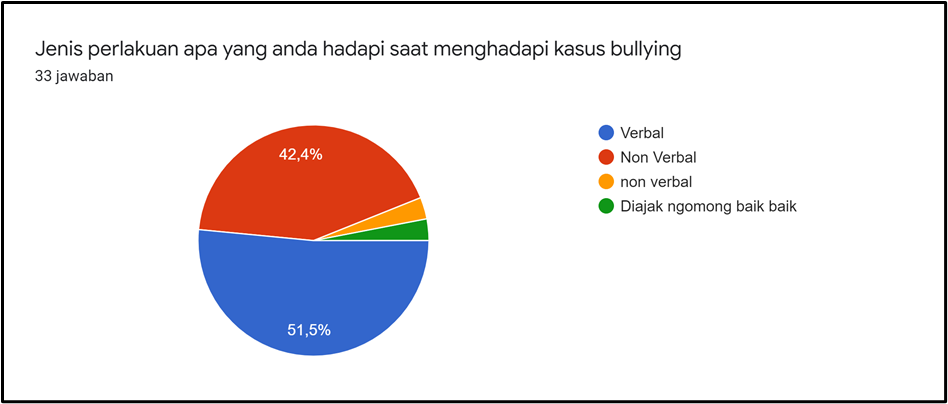 Jenis perlakuan apa yang anda hadapi saat menghadapi kasus bullying
33 jawaban
42,4%
51,5%
Verbal
Non Verbal
non verbal
Diajak ngomong baik baik